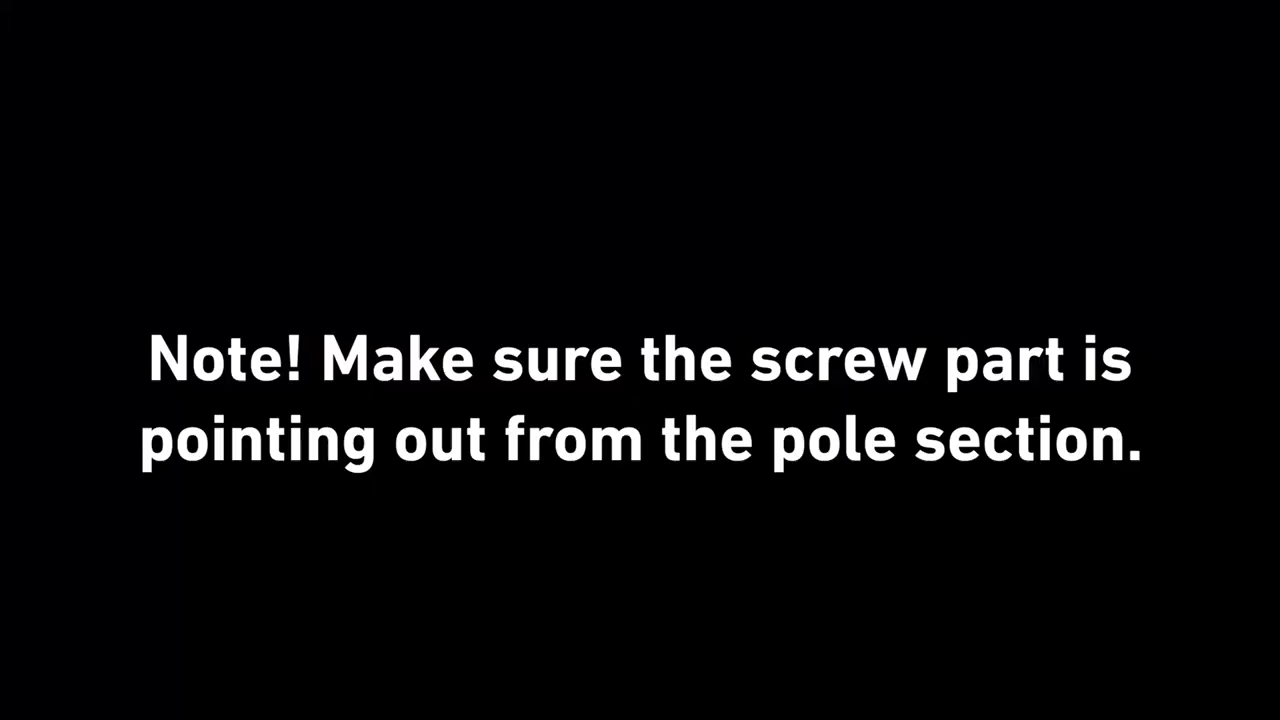 Note! Make sure the screw part is
pointing out from the pole section.